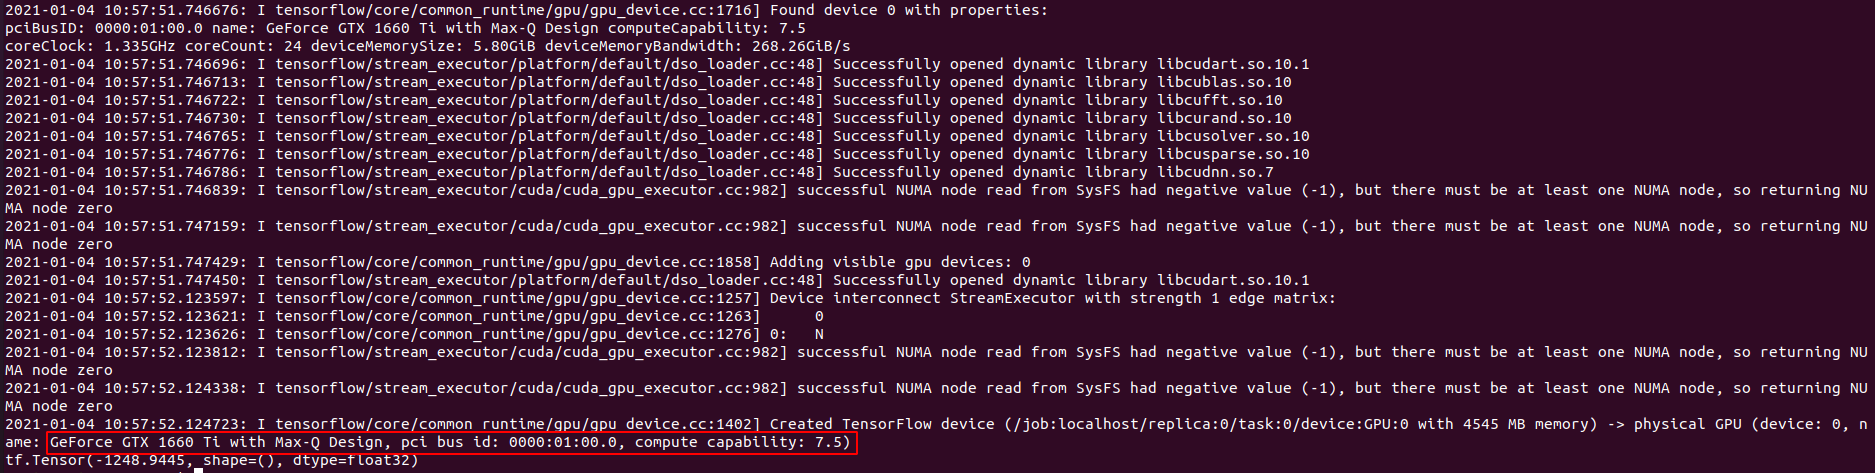 2021-01-04 10:57:51.746676: I tensorflow/core/common_runtime/gpu/gpu_device.cc:1716] Found device 0 with properties:
pciBusID: 0000:01:00.0 name: GeForce GTX 1660 Ti with Max-Q Design computeCapability: 7.5
coreClock: 1.335GHz coreCount: 24 deviceMemorySize: 5.80GiB deviceMemoryBandwidth: 268.26GiB/s
2021-01-04 10:57:51.746696: I tensorflow/stream_executor/platform/default/dso_loader.cc:48] Successfully opened dynamic library libcudart.so.10.1
2021-01-04 10:57:51.746713: I tensorflow/stream_executor/platform/default/dso_loader.cc:48] Successfully opened dynamic library libcublas.so.10
2021-01-04 10:57:51.746722: I tensorflow/stream_executor/platform/default/dso_loader.cc:48] Successfully opened dynamic library libcufft.so.10
2021-01-04 10:57:51.746730: I tensorflow/stream_executor/platform/default/dso_loader.cc:48] Successfully opened dynamic library libcurand.so.10
2021-01-04 10:57:51.746765: I tensorflow/stream_executor/platform/default/dso_loader.cc:48] Successfully opened dynamic library libcusolver.so.10
2021-01-04 10:57:51.746776: I tensorflow/stream_executor/platform/default/dso_loader.cc:48] Successfully opened dynamic library libcusparse.so.10
2021-01-04 10:57:51.746786: I tensorflow/stream_executor/platform/default/dso_loader.cc:48] Successfully opened dynamic library libcudnn.so.7
2021-01-04 10:57:51.746839: I tensorflow/stream_executor/cuda/cuda_gpu_executor.cc:982] successful NUMA node read from SysFS had negative value (-1), but there must be at least one NUMA node, so returning NU
MA node zero
2021-01-04 10:57:51.747159: I tensorflow/stream_executor/cuda/cuda_gpu_executor.cc:982] successful NUMA node read from SysFS had negative value (-1), but there must be at least one NUMA node, so returning NU
MA node zero
2021-01-04 10:57:51.747429: I tensorflow/core/common_runtime/gpu/gpu_device.cc:1858] Adding visible gpu devices: 0
2021-01-04 10:57:51.747450: I tensorflow/stream_executor/platform/default/dso_loader.cc:48] Successfully opened dynamic library libcudart.so.10.1
2021-01-04 10:57:52.123597: I tensorflow/core/common_runtime/gpu/gpu_device.cc:1257] Device interconnect StreamExecutor with strength 1 edge matrix:
2021-01-04 10:57:52.123621: I tensorflow/core/common_runtime/gpu/gpu_device.cc:1263]      0
2021-01-04 10:57:52.123626: I tensorflow/core/common_runtime/gpu/gpu_device.cc:1276] 0:   N
2021-01-04 10:57:52.123812: I tensorflow/stream_executor/cuda/cuda_gpu_executor.cc:982] successful NUMA node read from SysFS had negative value (-1), but there must be at least one NUMA node, so returning NU
MA node zero
2021-01-04 10:57:52.124338: I tensorflow/stream_executor/cuda/cuda_gpu_executor.cc:982] successful NUMA node read from SysFS had negative value (-1), but there must be at least one NUMA node, so returning NU
MA node zero
2021-01-04 10:57:52.124723: I tensorflow/core/common_runtime/gpu/gpu_device.cc:1402] Created TensorFlow device (/job:localhost/replica:0/task:0/device:GPU:0 with 4545 MB memory) -> physical GPU (device: 0, n
ame: GeForce GTX 1660 Ti with Max-Q Design, pci bus id: 0000:01:00.0, compute capability: 7.5)
tf.Tensor(-1248.9445, shape=(), dtype=float32)